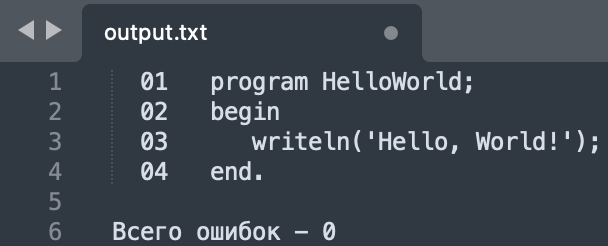 output.txt
1 01 program HelloWorld;
2 02 begin
3 03 writeln('Hello, World!');
4 04 end.
5
6 Всего ошибок – 0